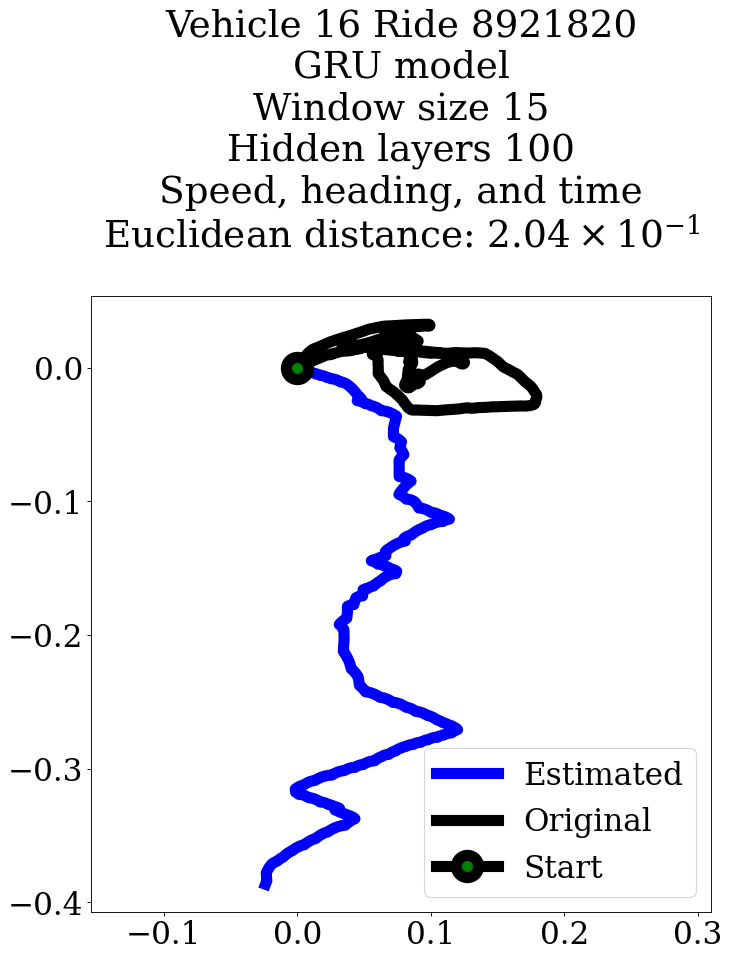 Vehicle 16 Ride 8921820
GRU model
Window size 15
Hidden layers 100
Speed, heading, and time
Euclidean distance: 2.04 × 10⁻¹
0.0
−0.1
−0.2
−0.3
−0.4
Estimated
Original
Start
−0.1 0.0 0.1 0.2 0.3